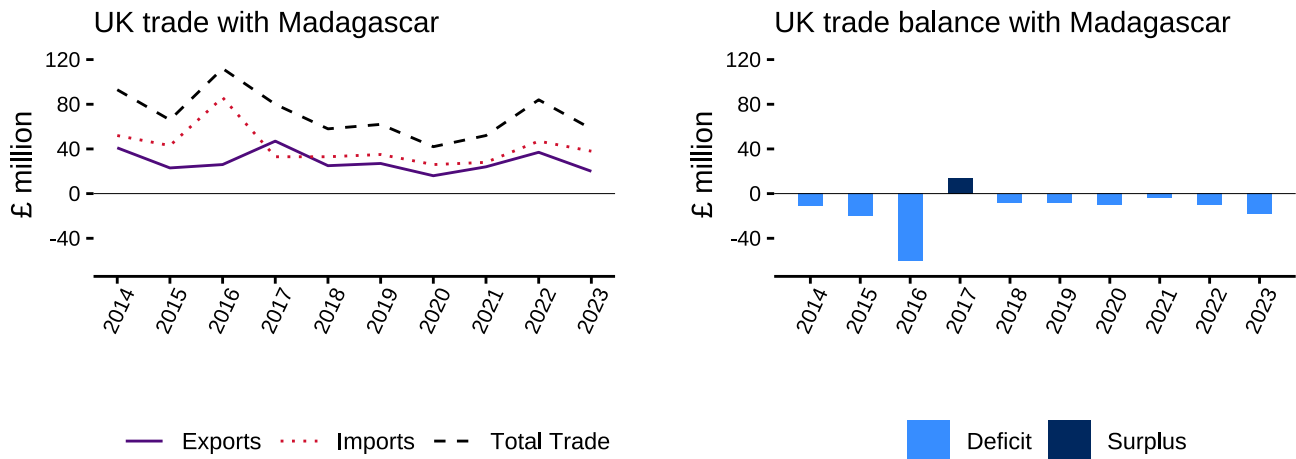 UK trade with Madagascar
120
80
40
0
-40
£ million
2014 2015 2016 2017 2018 2019 2020 2021 2022 2023
Exports Imports Total Trade
UK trade balance with Madagascar
120
80
40
0
-40
£ million
2014 2015 2016 2017 2018 2019 2020 2021 2022 2023
Deficit Surplus